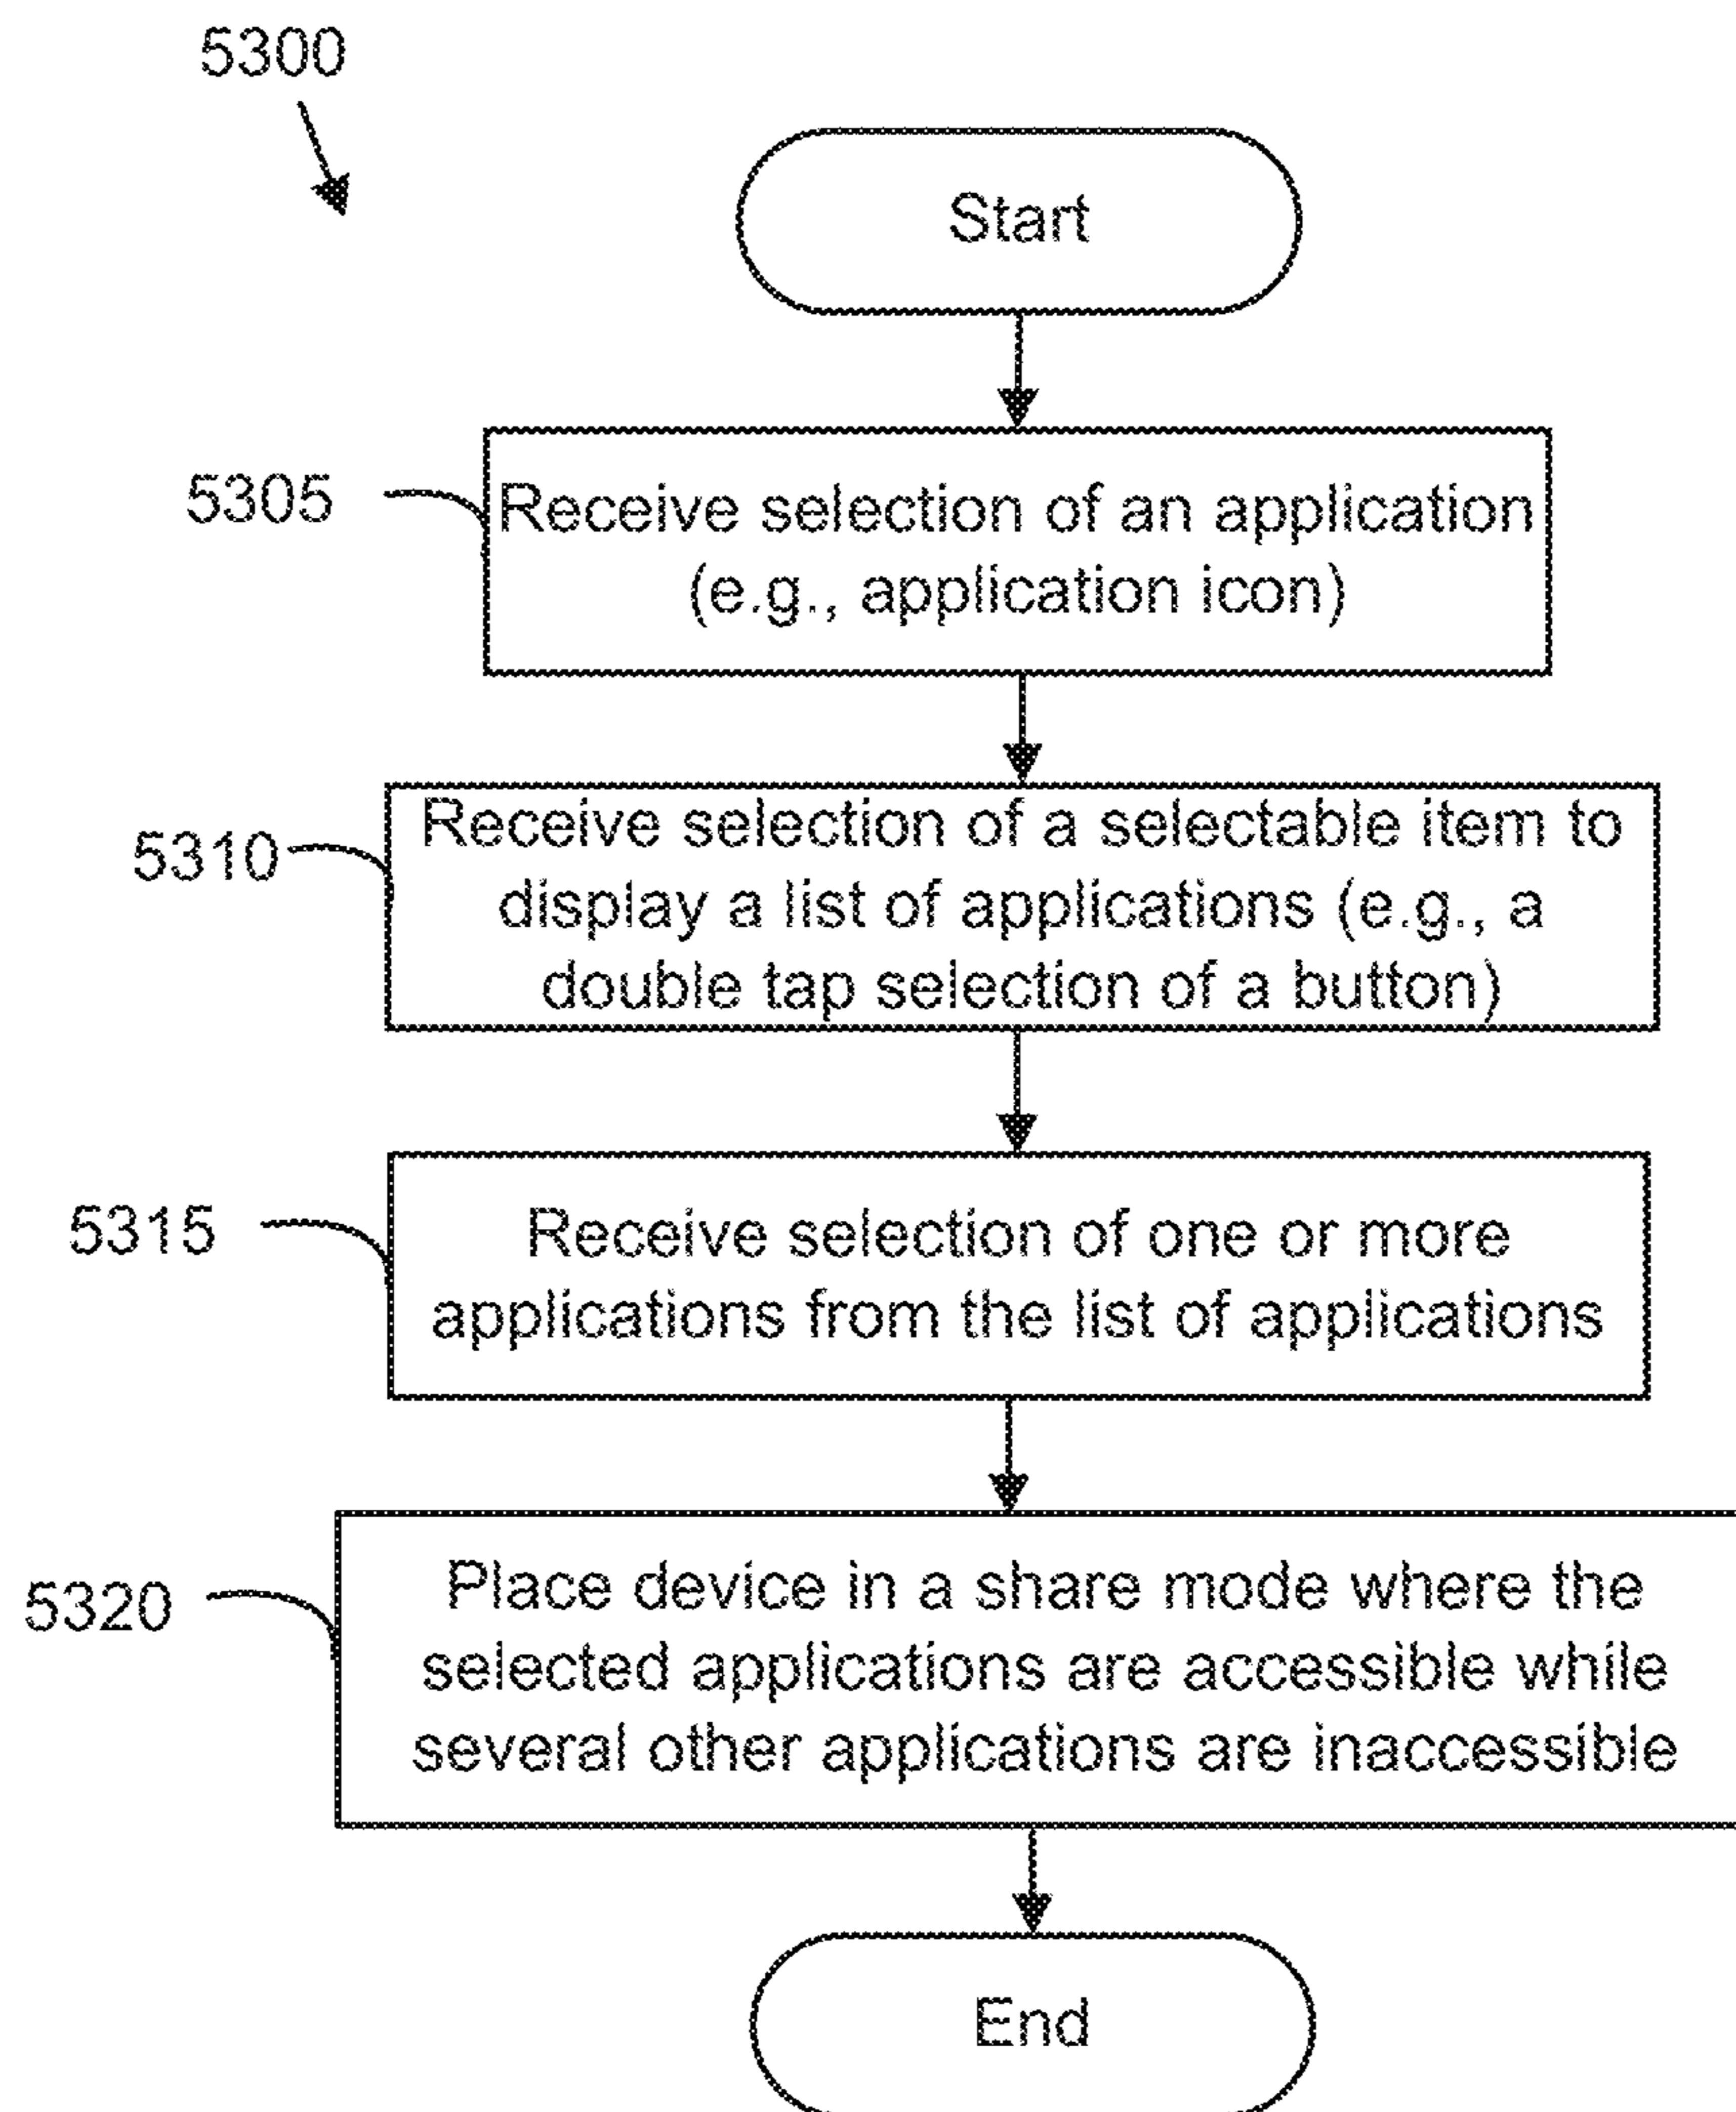 5300
Start
5305
Receive selection of an application
(e.g., application icon)
5310
Receive selection of a selectable item to
display a list of applications (e.g., a
double tap selection of a button)
5315
Receive selection of one or more
applications from the list of applications
5320
Place device in a share mode where the
selected applications are accessible while
several other applications are inaccessible
End